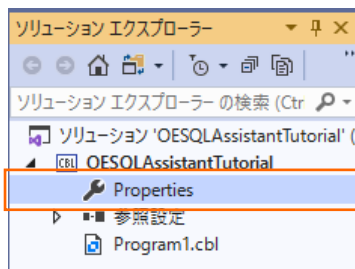 ソリューション エクスプローラー
ソリューション エクスプローラー の検索 (Ctr
ソリューション 'OESQLAssistantTutorial' (
CBL OESQLAssistantTutorial
Properties
参照設定
Program1.cbl